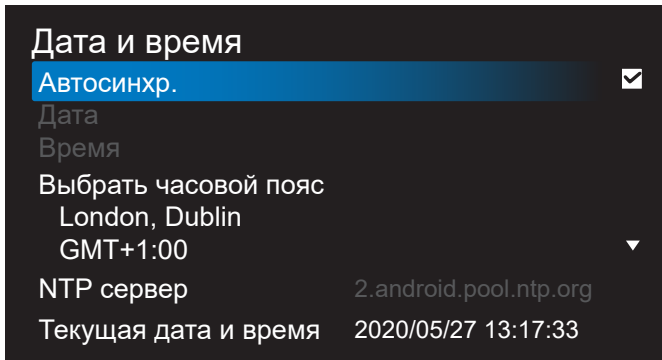 Дата и время
Автосинхр.
Дата
Время
Выбрать часовой пояс
London, Dublin
GMT+1:00
NTP сервер 2.android.pool.ntp.org
Текущая дата и время 2020/05/27 13:17:33